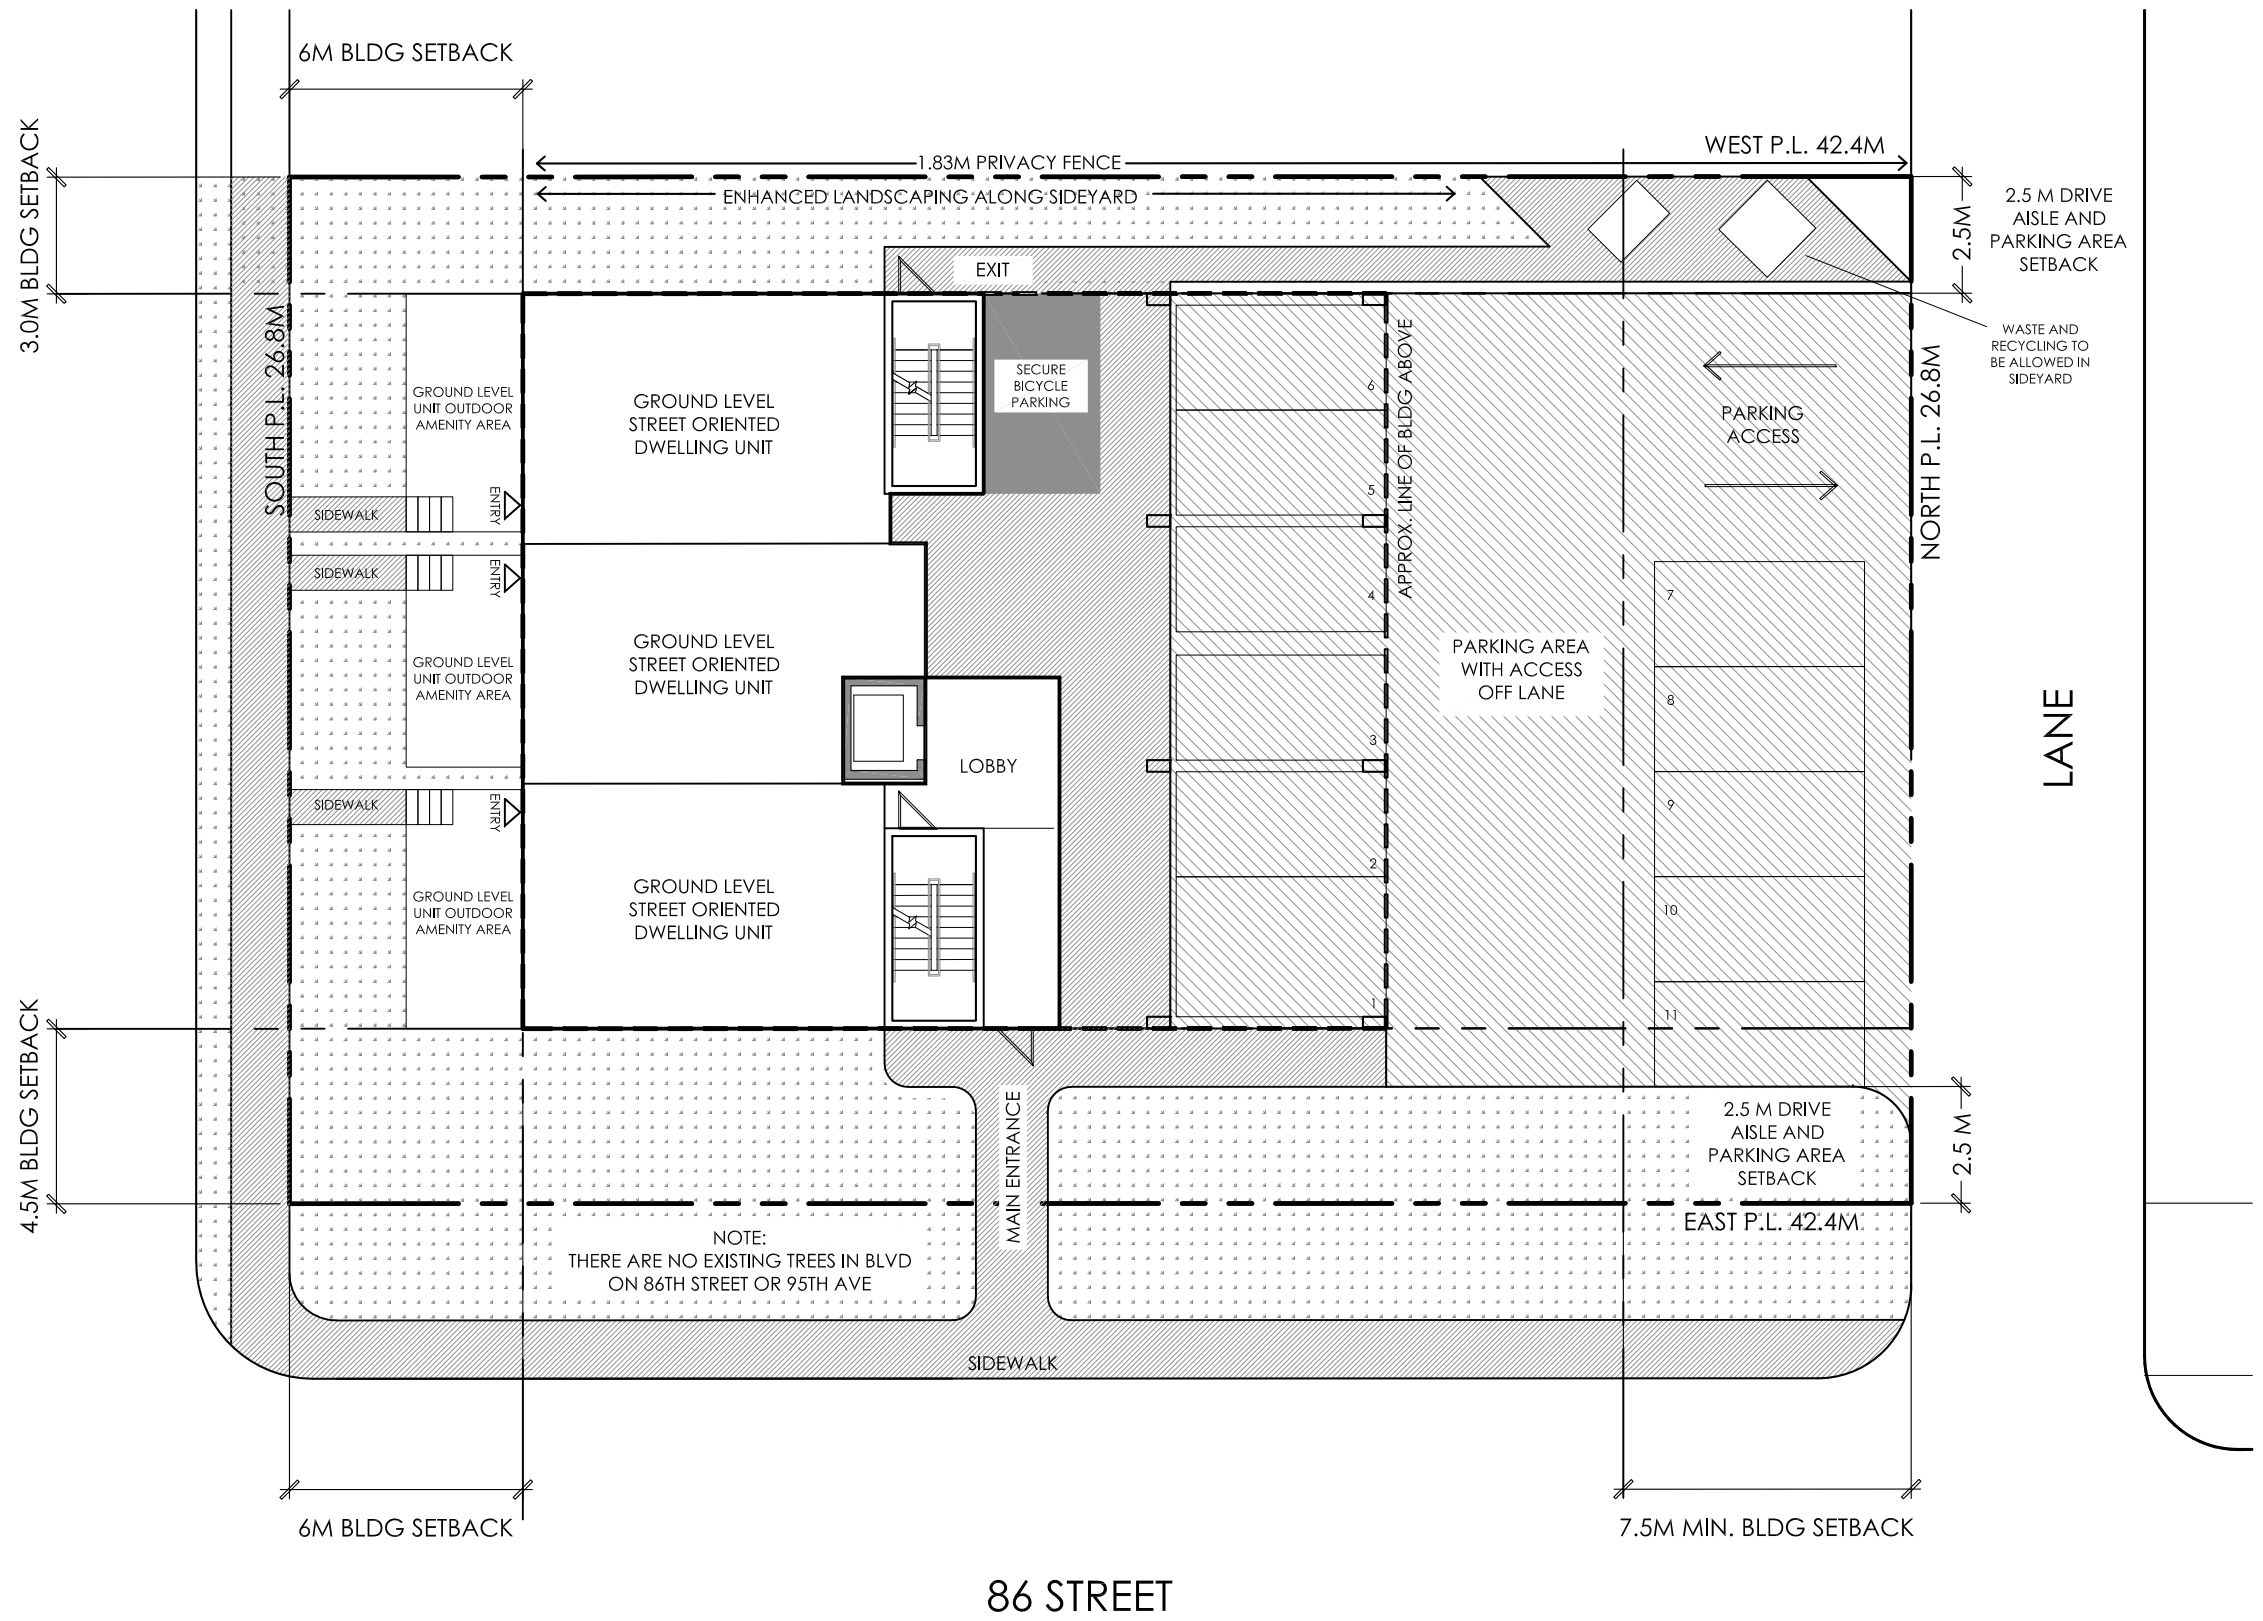 6M BLDG SETBACK
3.0M BLDG SETBACK
1.83M PRIVACY FENCE
WEST P.L. 42.4M
ENHANCED LANDSCAPING ALONG SIDEYARD
2.5M
2.5 M DRIVE
AISLE AND
PARKING AREA
SETBACK
EXIT
SOUTH P.L. 26.8M
WASTE AND
RECYCLING TO
BE ALLOWED IN
SIDEYARD
GROUND LEVEL
UNIT OUTDOOR
AMENITY AREA
GROUND LEVEL
STREET ORIENTED
DWELLING UNIT
SECURE
BICYCLE
PARKING
6
APPROX. LINE OF BLDG ABOVE
PARKING
ACCESS
NORTH P.L. 26.8M
5
SIDEWALK
ENTRY
SIDEWALK
ENTRY
4
7
GROUND LEVEL
UNIT OUTDOOR
AMENITY AREA
GROUND LEVEL
STREET ORIENTED
DWELLING UNIT
PARKING AREA
WITH ACCESS
OFF LANE
8
3
LOBBY
LANE
SIDEWALK
ENTRY
9
2
GROUND LEVEL
UNIT OUTDOOR
AMENITY AREA
GROUND LEVEL
STREET ORIENTED
DWELLING UNIT
10
1
11
4.5M BLDG SETBACK
MAIN ENTRANCE
2.5 M DRIVE
AISLE AND
PARKING AREA
SETBACK
2.5 M
EAST P.L. 42.4M
NOTE:
THERE ARE NO EXISTING TREES IN BLVD
ON 86TH STREET OR 95TH AVE
SIDEWALK
6M BLDG SETBACK
7.5M MIN. BLDG SETBACK
86 STREET